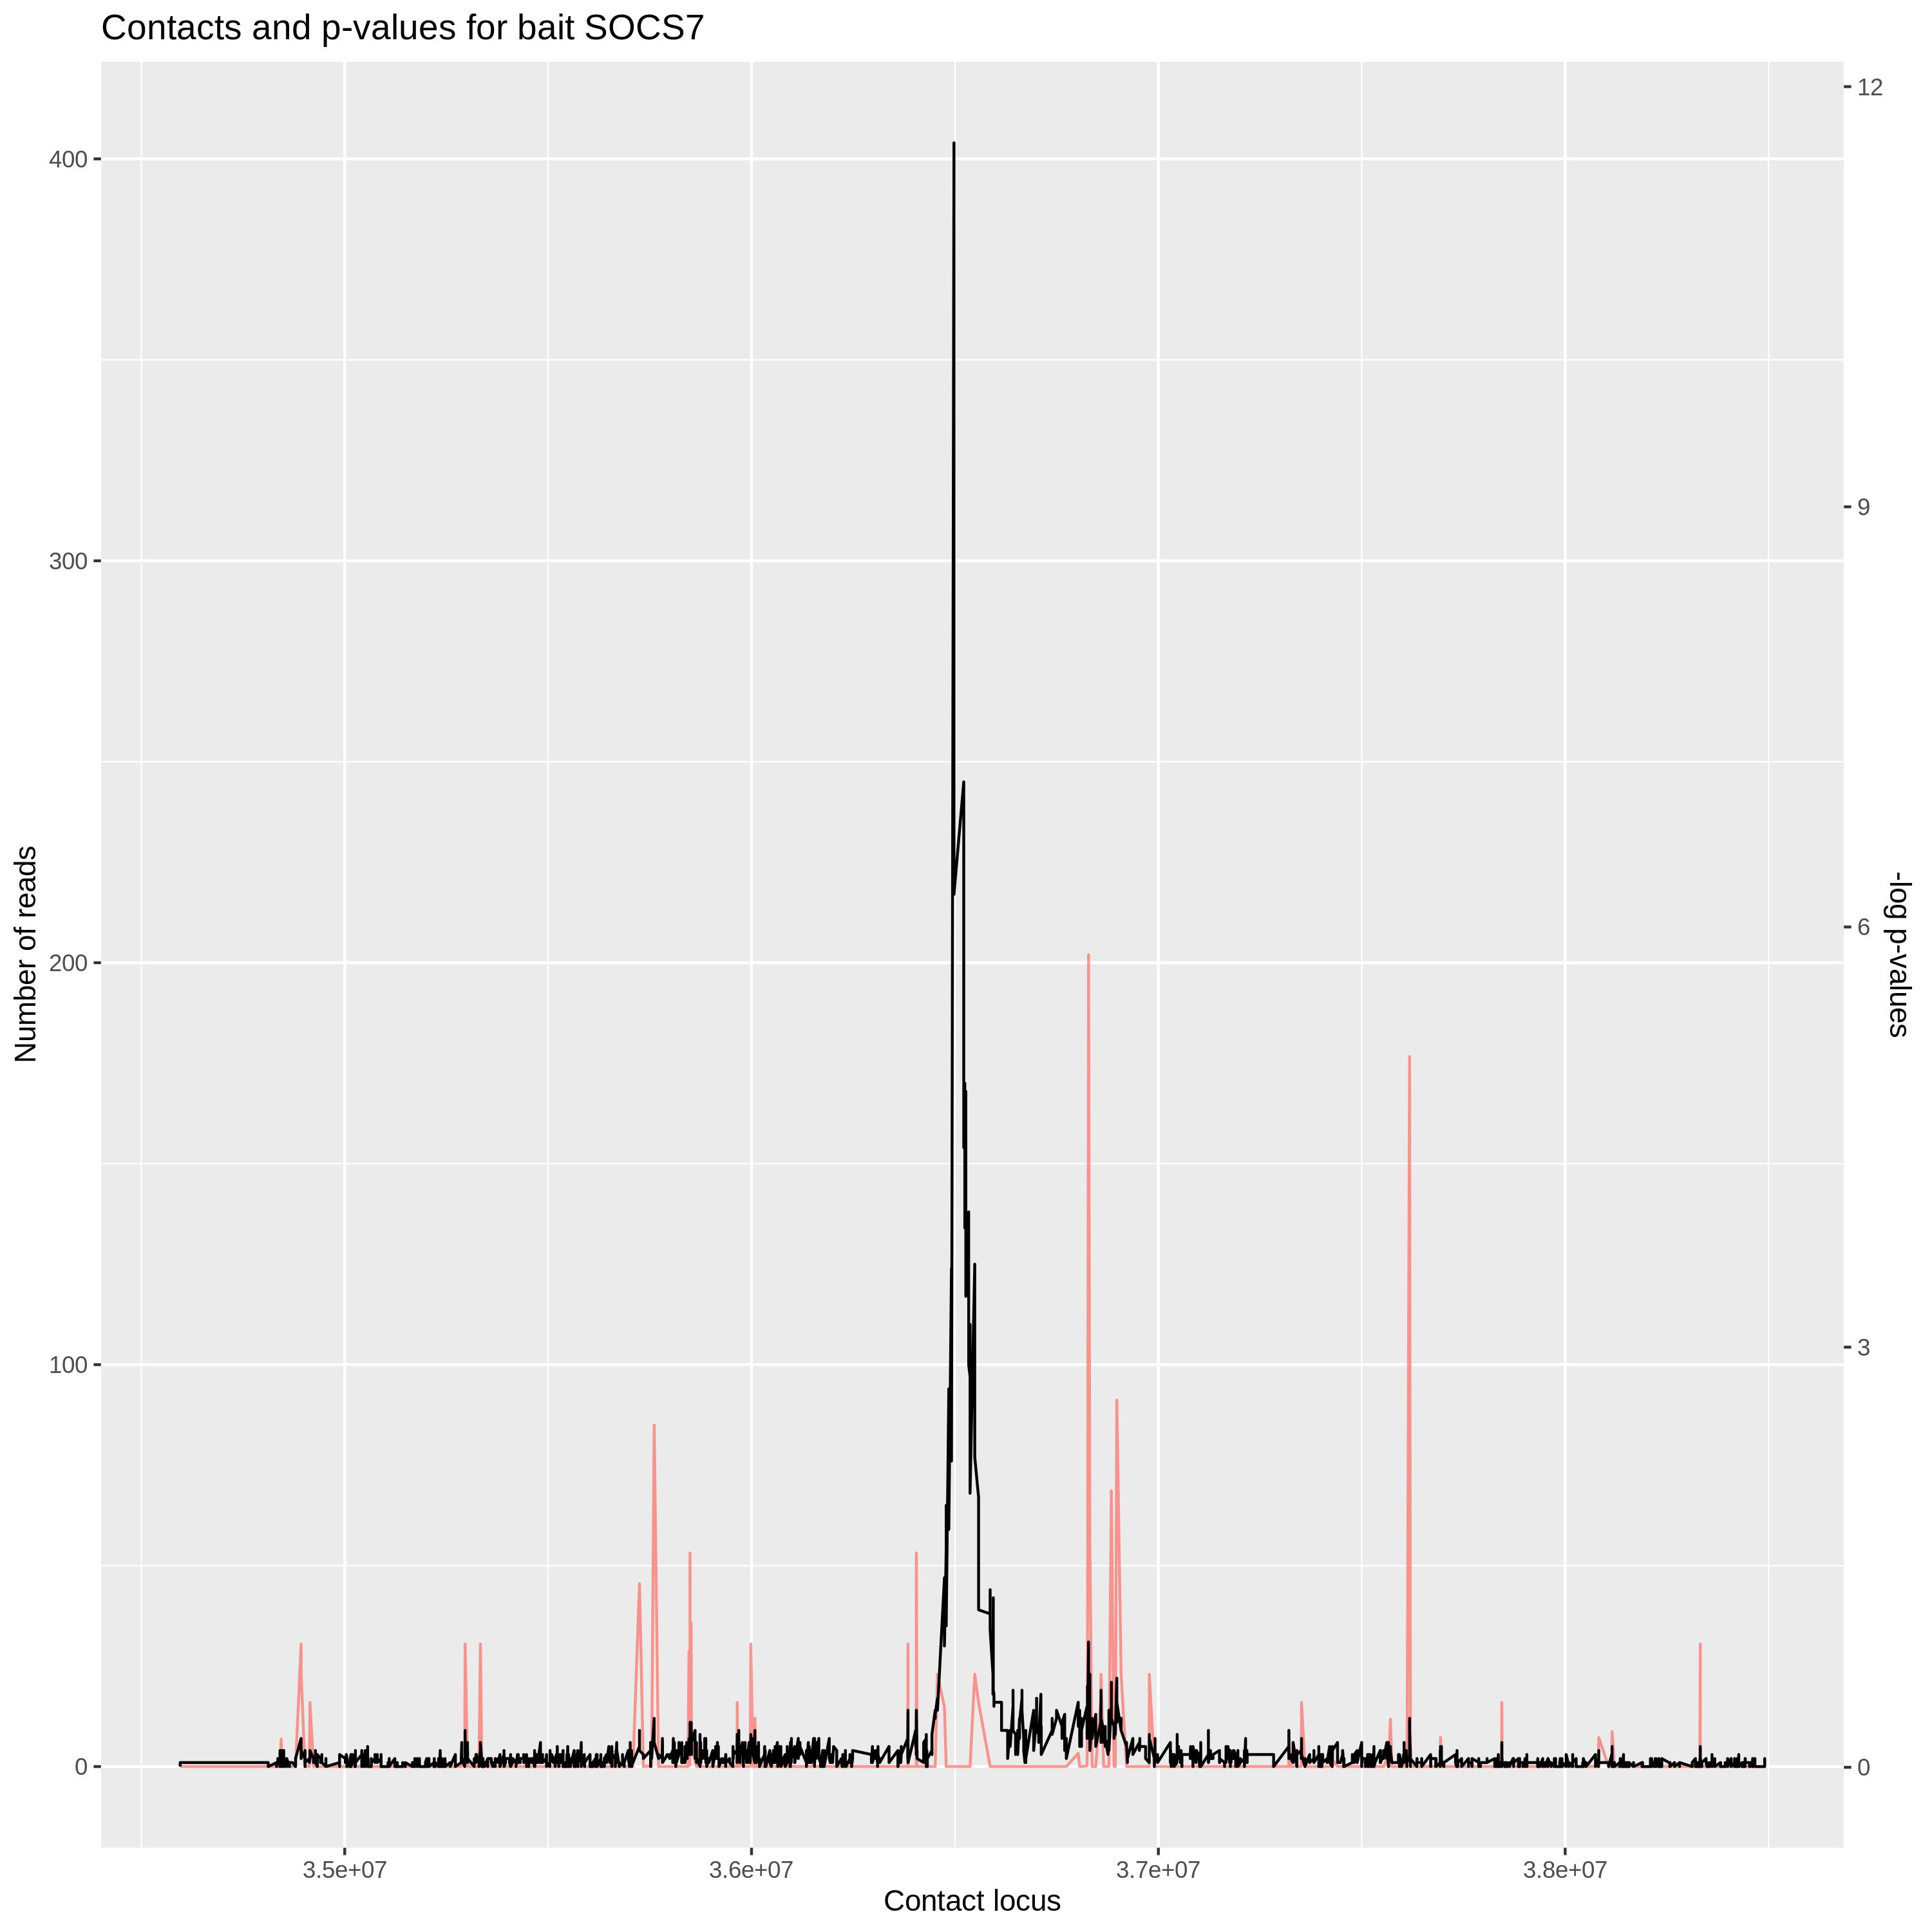 Contacts and p-values for bait SOCS7
Number of reads
400
300
200
100
0
12
9
6
3
0
-log p-values
3.5e+07
3.6e+07
3.7e+07
3.8e+07
Contact locus